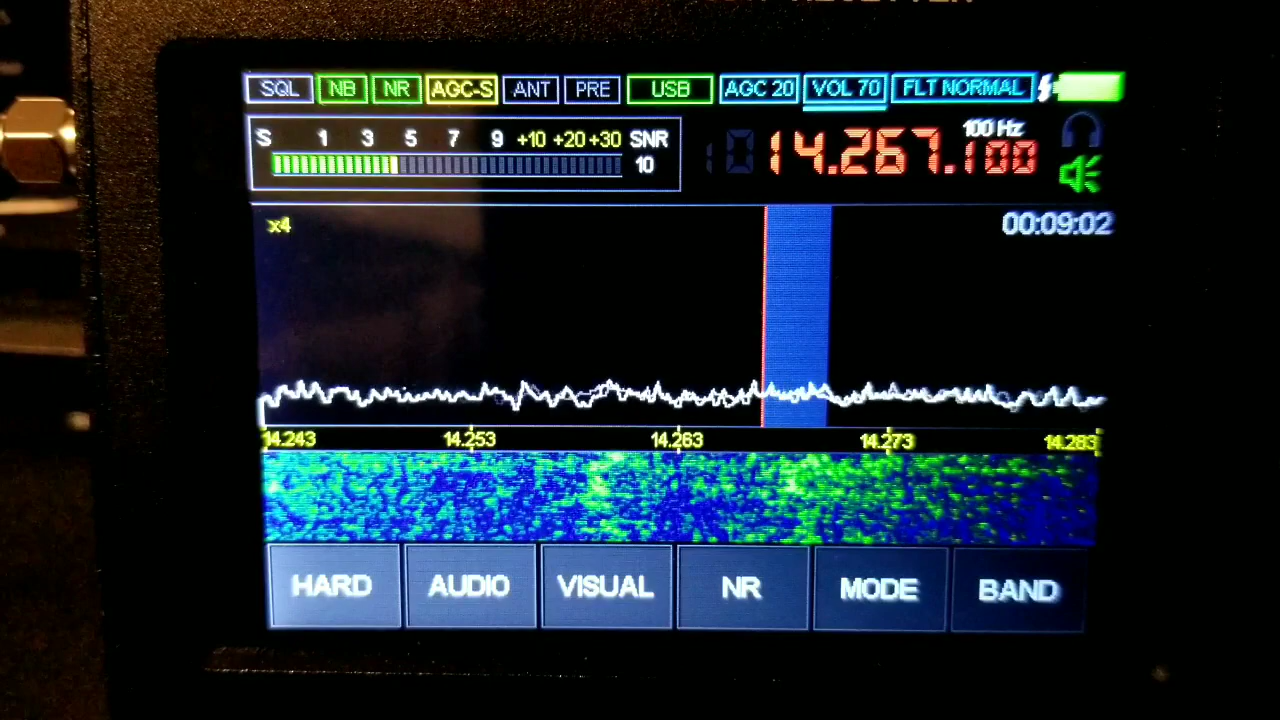 SQL NB NR AGC-S ANT PRE USB AGC 20 VOL 70 FLT NORMAL
S 1 3 5 7 9 +10 +20 +30 SNR
10
100 Hz
14.267.100
x4 00:09:02
14.243 14.253 14.263 14.273 14.283
HARD AUDIO VISUAL NR MODE BAND